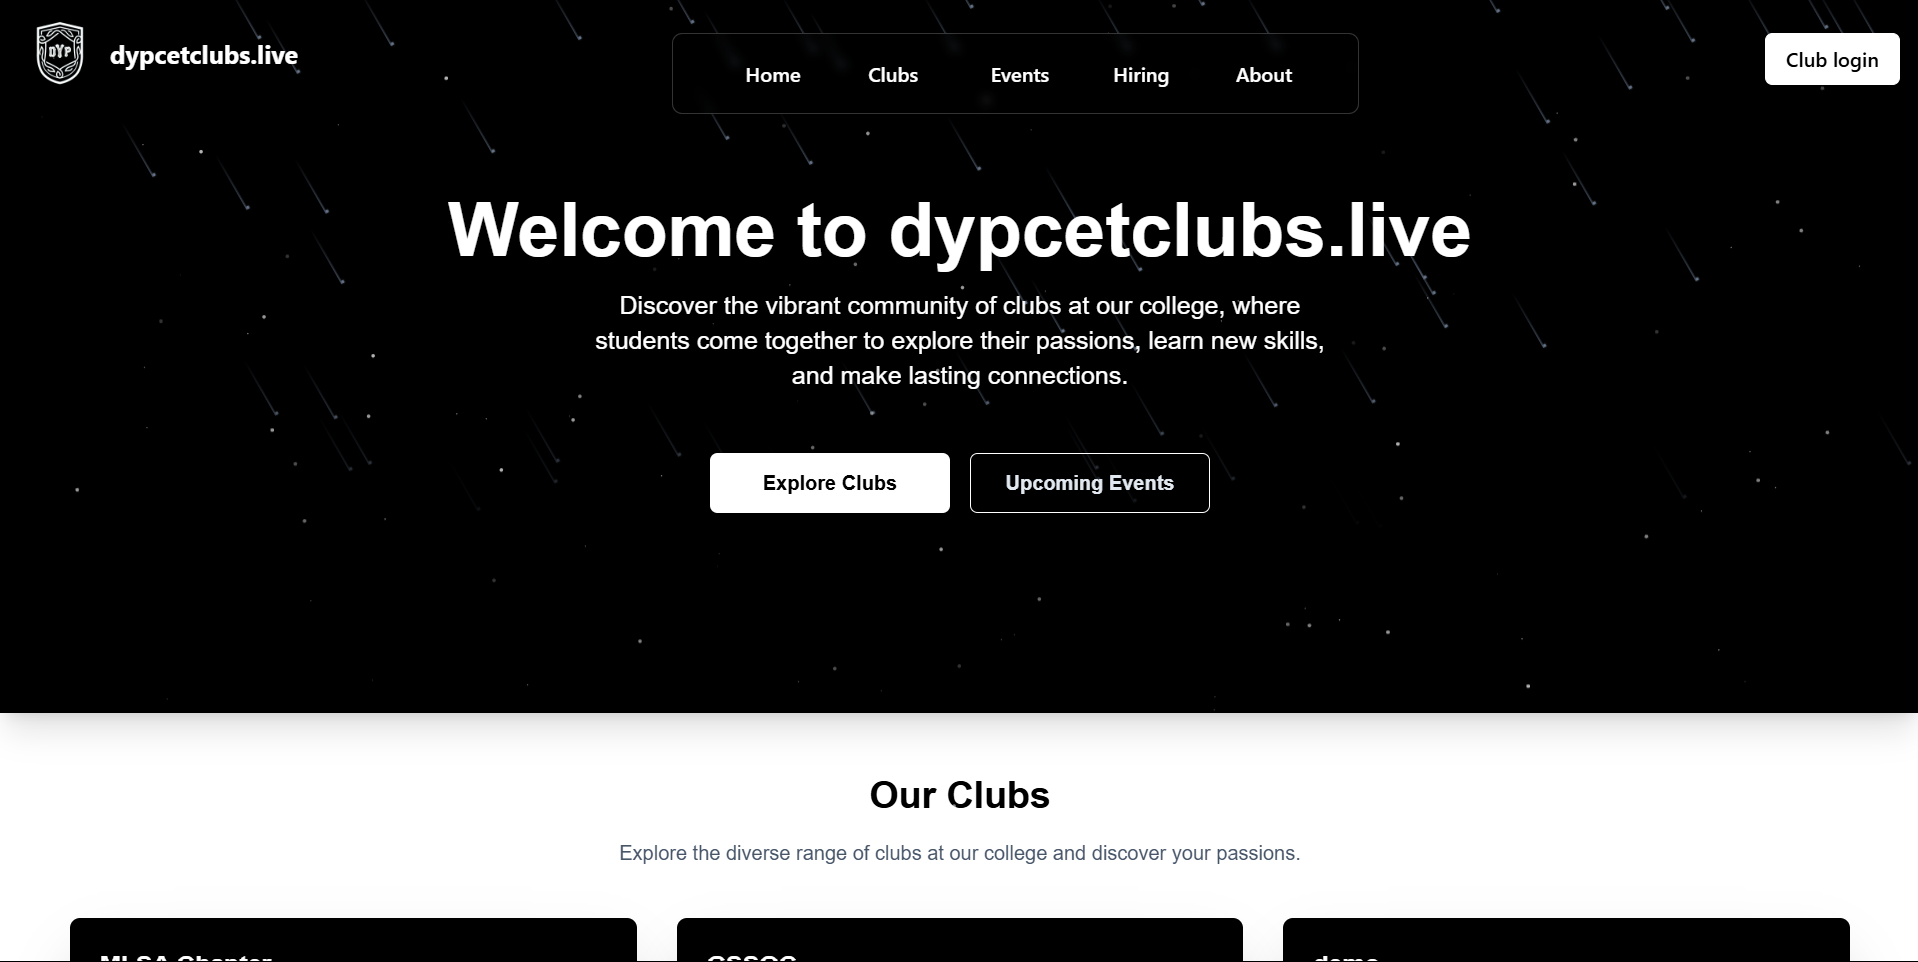 DYP
dypcetclubs.live
Home Clubs Events Hiring About
Club login
Welcome to dypcetclubs.live
Discover the vibrant community of clubs at our college, where
students come together to explore their passions, learn new skills,
and make lasting connections.
Explore Clubs Upcoming Events
Our Clubs
Explore the diverse range of clubs at our college and discover your passions.
MLSA Chapter demo